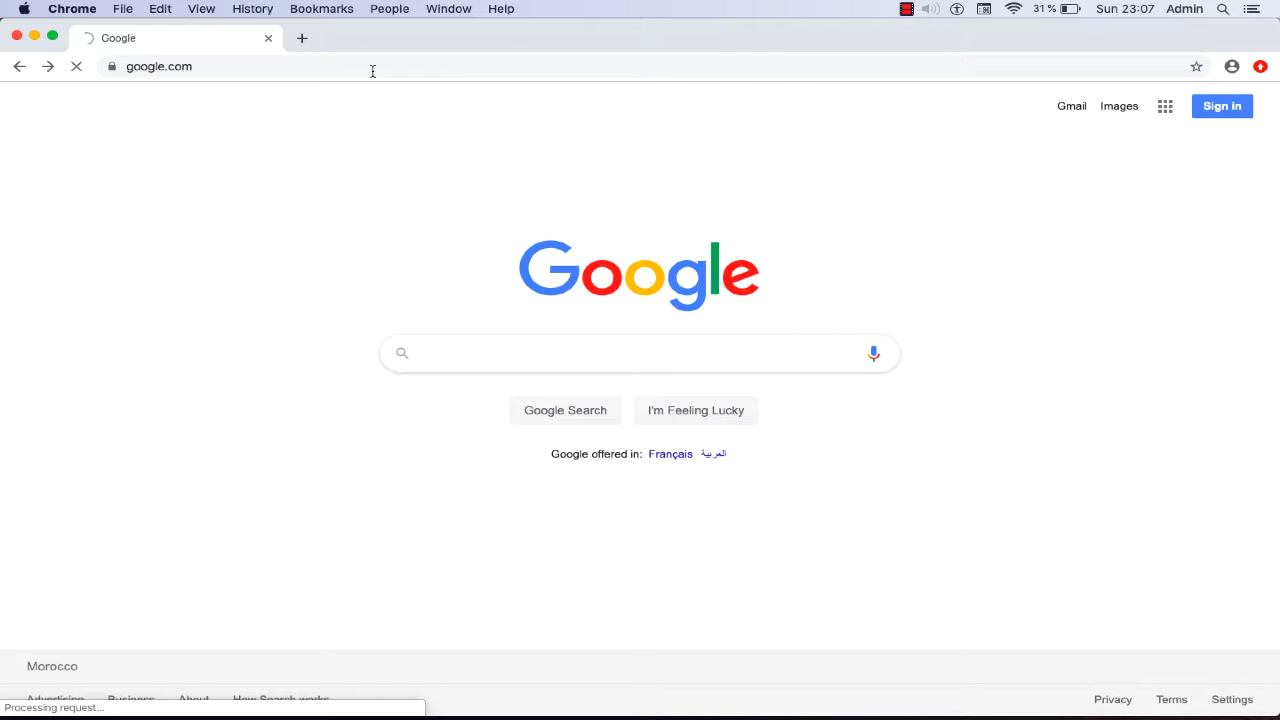 Chrome File Edit View History Bookmarks People Window Help 31 % Sun 23:07 Admin
Google
google.com
Gmail Images Sign in
Google
Google Search I'm Feeling Lucky
Google offered in: Français العربية
Morocco
Advertising Business About How Search works Privacy Terms Settings
Processing request...